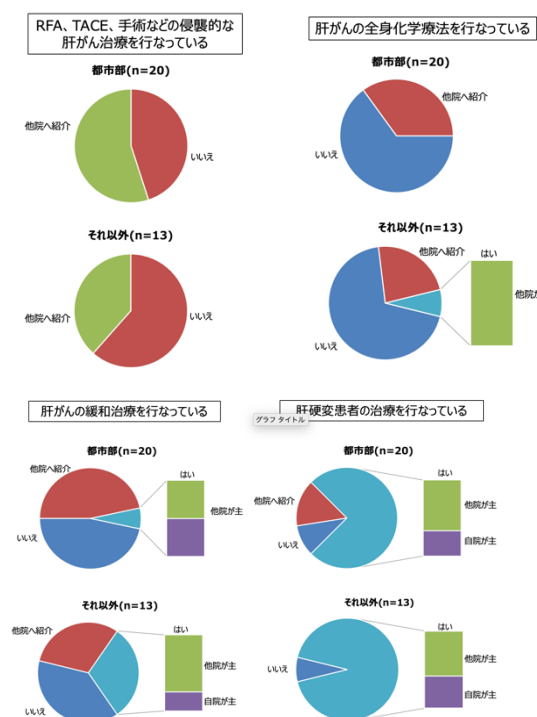 RFA、TACE、手術などの侵襲的な
肝がん治療を行なっている
都市部(n=20)
他院へ紹介
いいえ
それ以外(n=13)
他院へ紹介
いいえ
肝がんの全身化学療法を行なっている
都市部(n=20)
他院へ紹介
いいえ
それ以外(n=13)
他院へ紹介
はい
他院が
いいえ
肝がんの緩和治療を行なっている
都市部(n=20)
他院へ紹介
はい
他院が主
いいえ
それ以外(n=13)
他院へ紹介
はい
他院が主
自院が主
いいえ
グラフ タイトル
肝硬変患者の治療を行なっている
都市部(n=20)
はい
他院へ紹介
他院が主
いいえ
自院が主
それ以外(n=13)
はい
いいえ
他院が主
自院が主